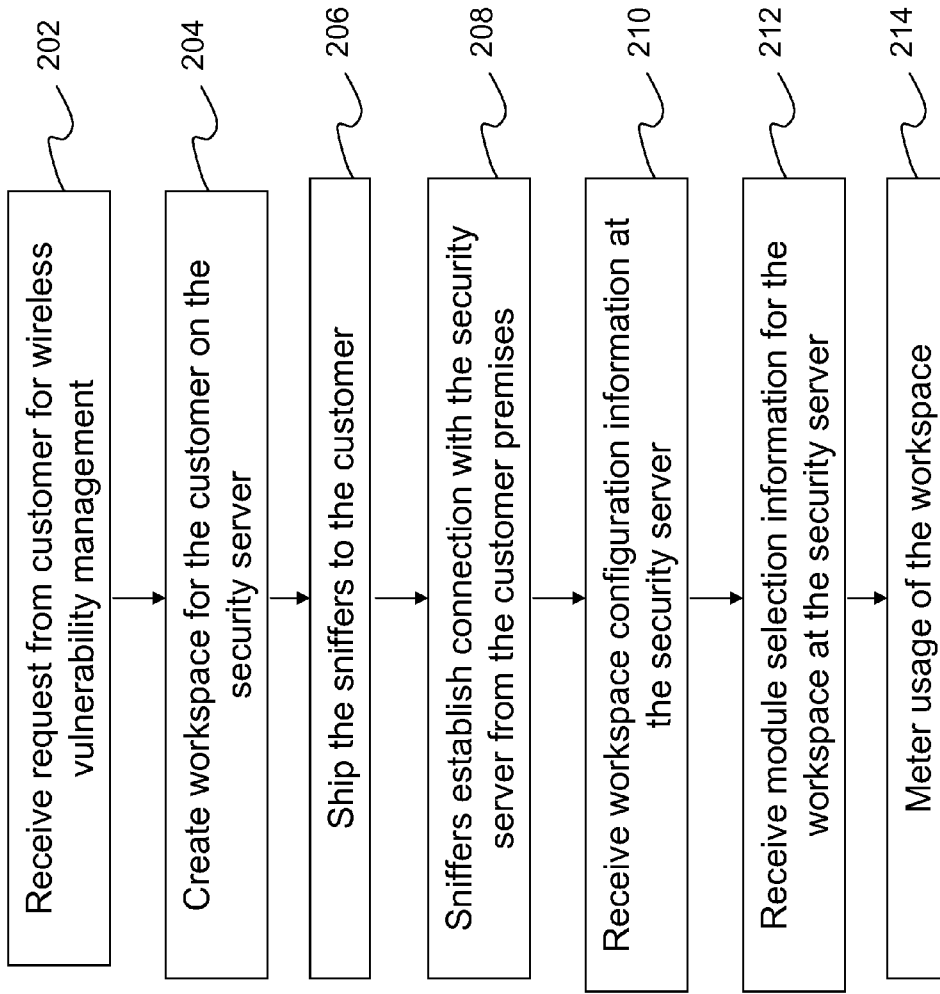 Receive request from customer for wireless
vulnerability management
202
Create workspace for the customer on the
security server
204
Ship the sniffers to the customer
206
Sniffers establish connection with the security
server from the customer premises
208
Receive workspace configuration information at
the security server
210
Receive module selection information for the
workspace at the security server
212
Meter usage of the workspace
214